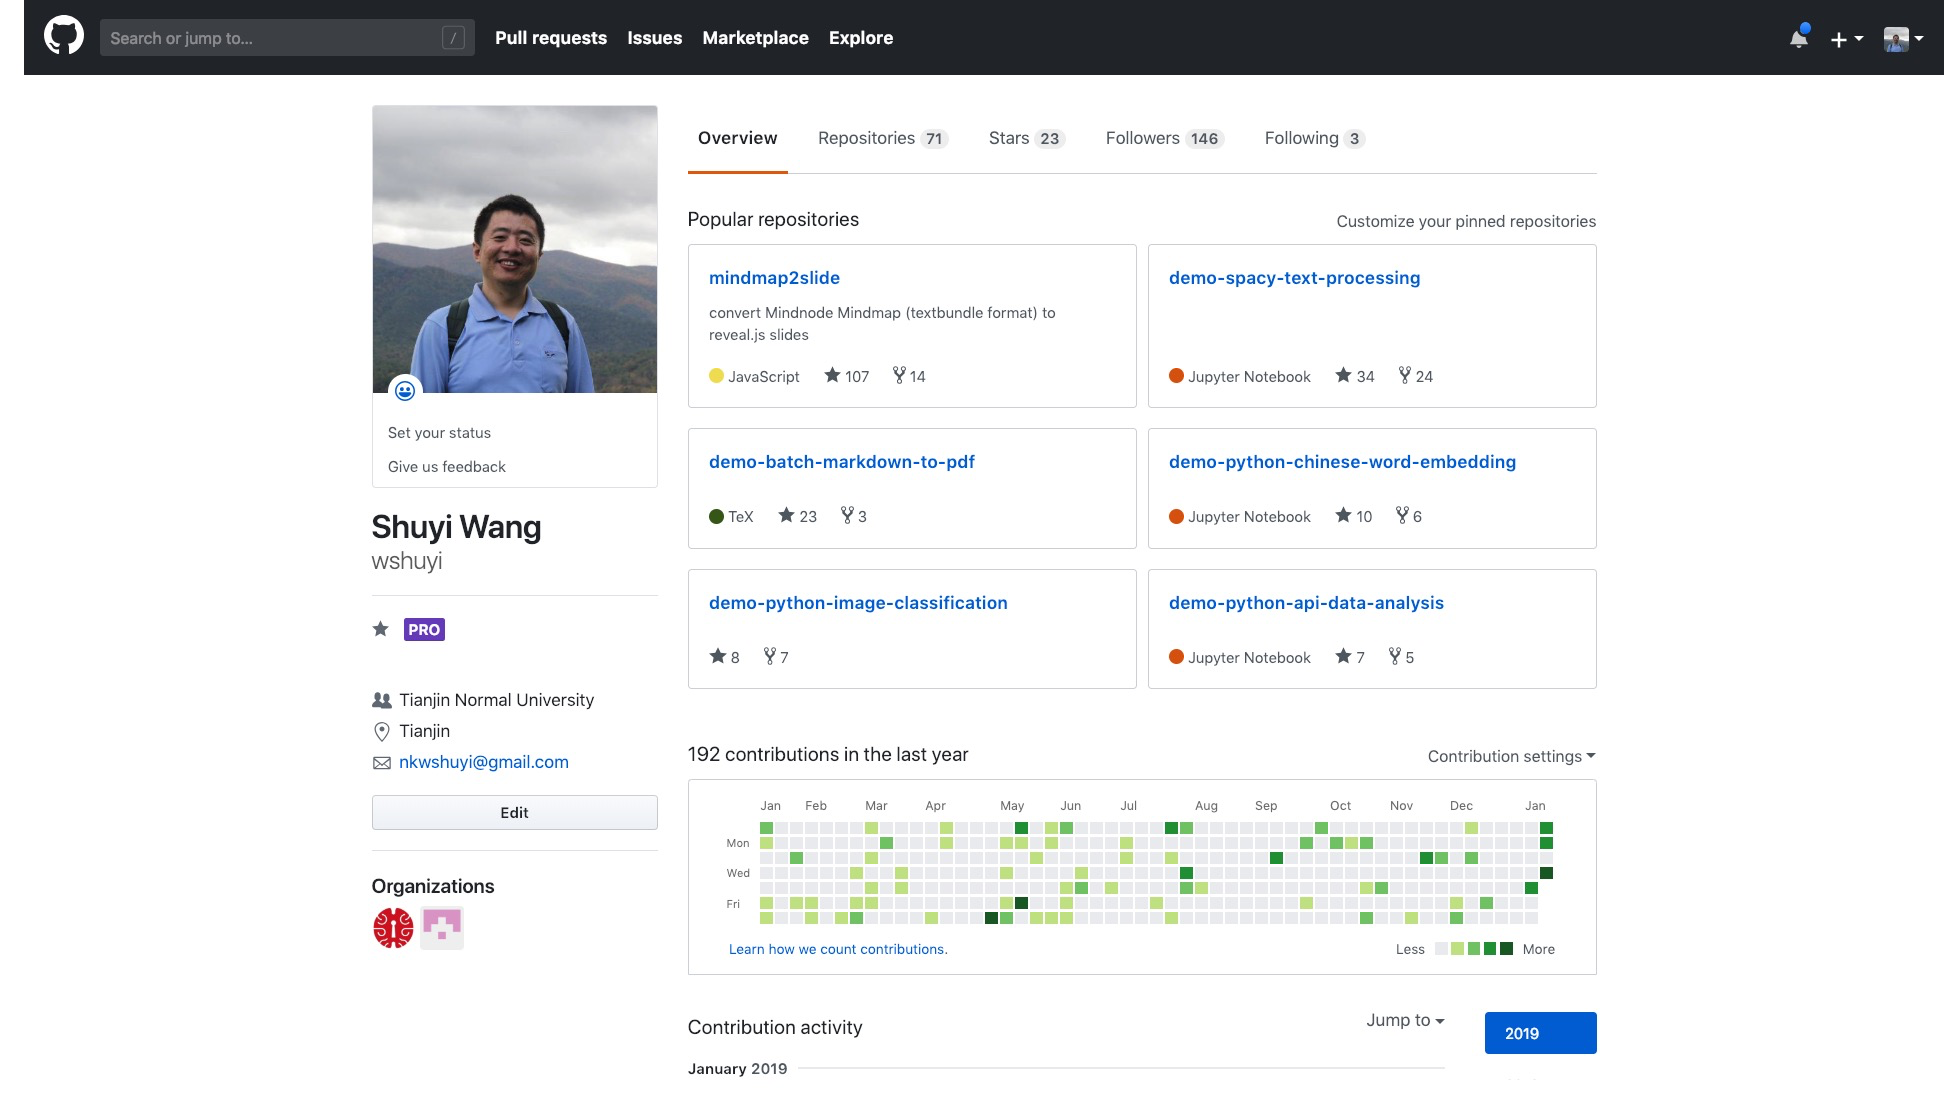 Search or jump to... /
Pull requests Issues Marketplace Explore
Overview Repositories 71 Stars 23 Followers 146 Following 3
Set your status
Give us feedback
Shuyi Wang
wshuyi
PRO
Tianjin Normal University
Tianjin
nkwshuyi@gmail.com
Edit
Organizations
Popular repositories
Customize your pinned repositories
mindmap2slide
convert Mindnode Mindmap (textbundle format) to
reveal.js slides
JavaScript 107 14
demo-spacy-text-processing
Jupyter Notebook 34 24
demo-batch-markdown-to-pdf
TeX 23 3
demo-python-chinese-word-embedding
Jupyter Notebook 10 6
demo-python-image-classification
8 7
demo-python-api-data-analysis
Jupyter Notebook 7 5
192 contributions in the last year
Contribution settings
Jan Feb Mar Apr May Jun Jul Aug Sep Oct Nov Dec Jan
Mon
Wed
Fri
Learn how we count contributions.
Less More
Contribution activity
Jump to
2019
January 2019